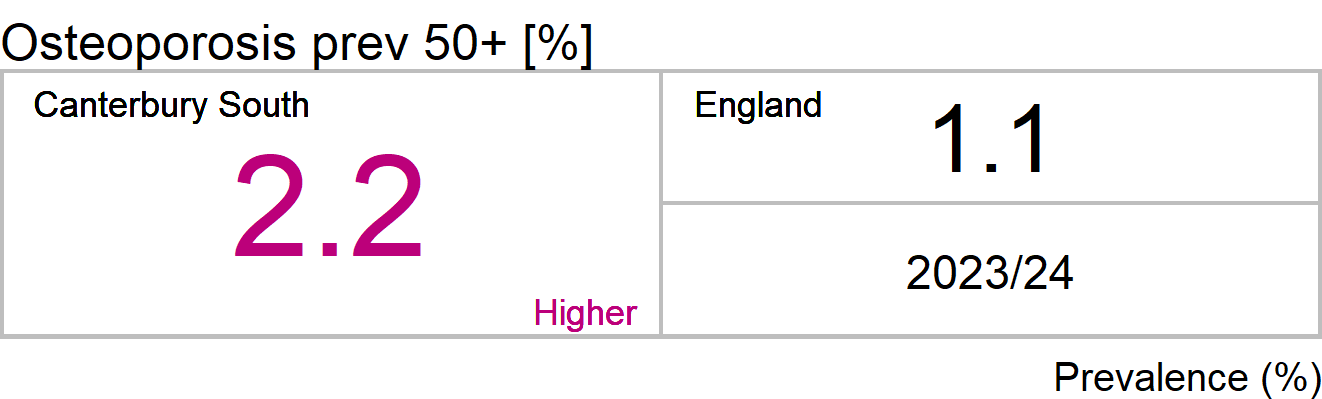 Osteoporosis prev 50+ [%]
Canterbury South
2.2
Higher
England
1.1
2023/24
Prevalence (%)